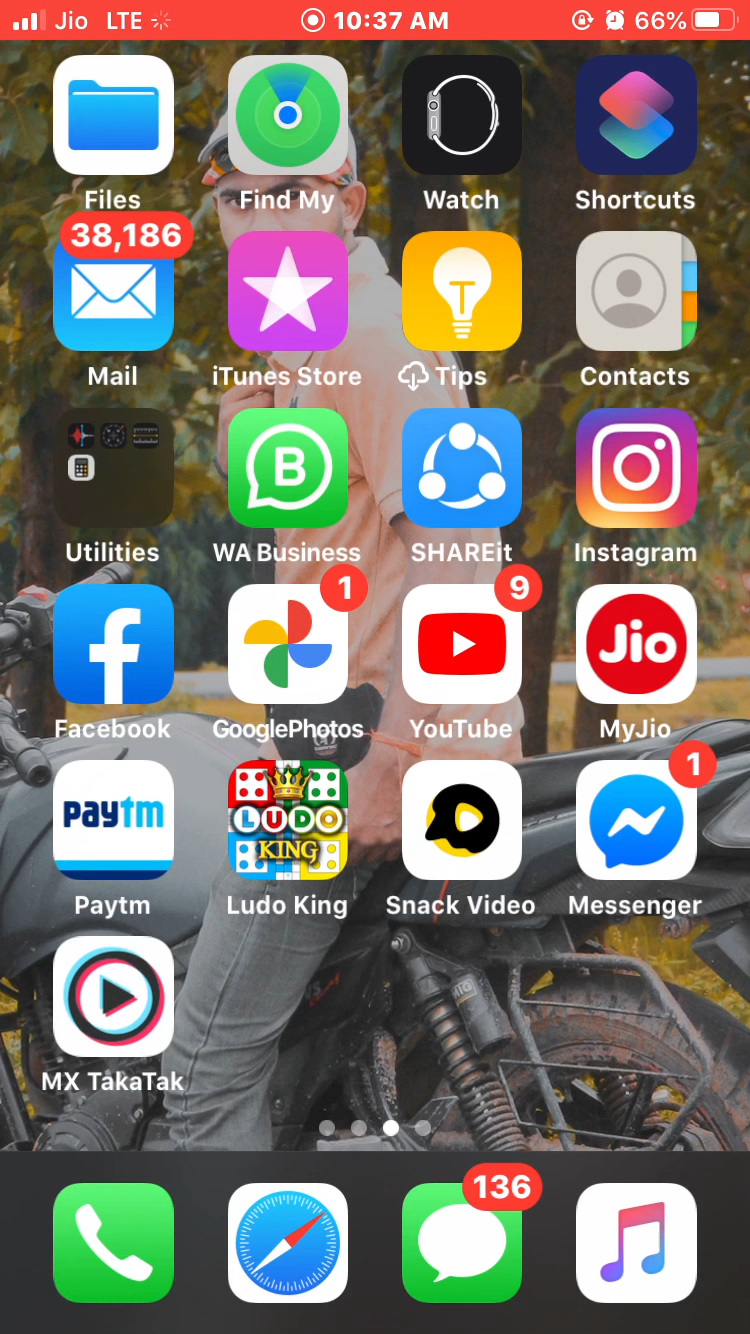 Jio LTE 10:37 AM 66%
Files Find My Watch Shortcuts
38,186
Mail iTunes Store Tips Contacts
B
Utilities WA Business SHAREit Instagram
1 9
Jio
Facebook GooglePhotos YouTube MyJio
1
paytm LUDO
KING
Paytm Ludo King Snack Video Messenger
MX TakaTak
136